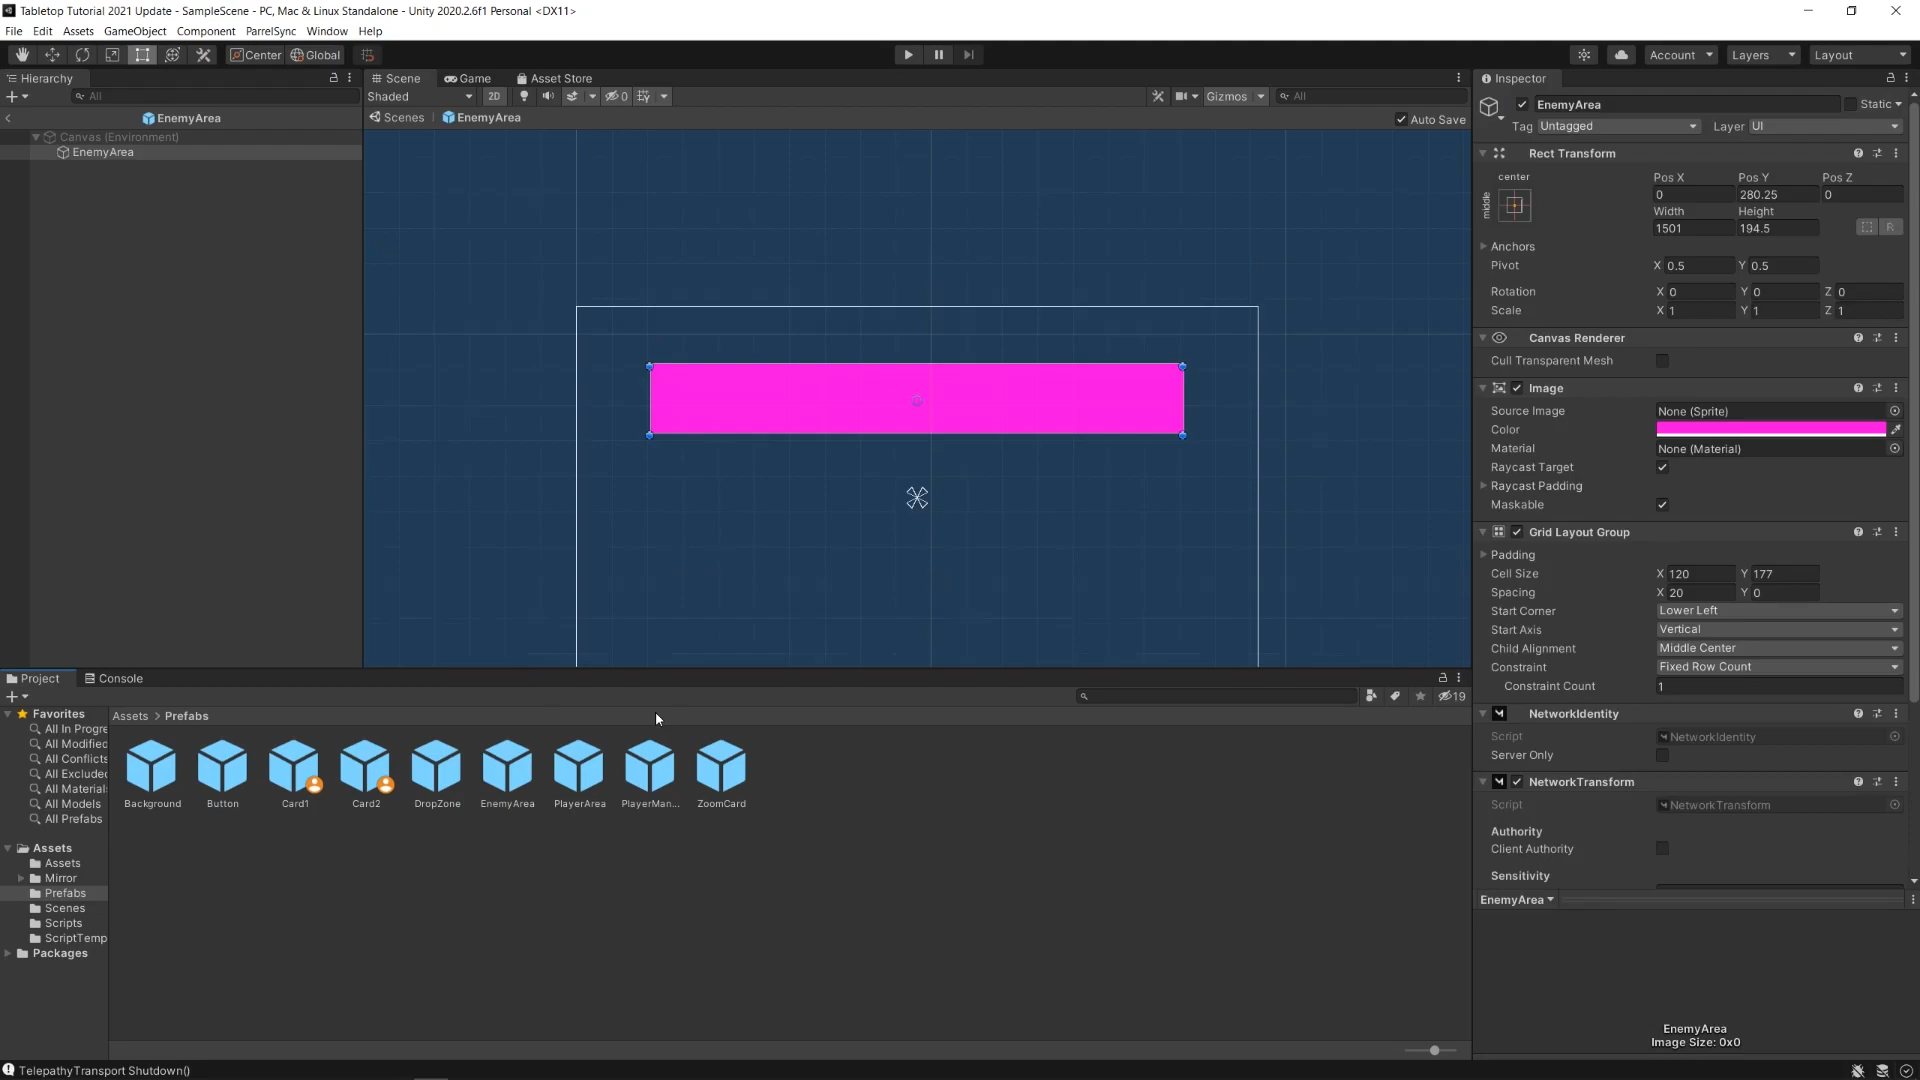 Tabletop Tutorial 2021 Update - SampleScene - PC, Mac & Linux Standalone - Unity 2020.2.6f1 Personal <DX11>
File Edit Assets GameObject Component ParrelSync Window Help
Center Global Account Layers Layout
Hierarchy
All
EnemyArea
Canvas (Environment)
EnemyArea
Scene Game Asset Store
Shaded 2D 0 Gizmos All
Scenes EnemyArea Auto Save
Inspector
EnemyArea Static
Tag Untagged Layer UI
Rect Transform
center Pos X Pos Y Pos Z
middle
0 280.25 0
Width Height
1501 194.5 R
Anchors
Pivot X 0.5 Y 0.5
Rotation X 0 Y 0 Z 0
Scale X 1 Y 1 Z 1
Canvas Renderer
Cull Transparent Mesh
Image
Source Image None (Sprite)
Color
Material None (Material)
Raycast Target
Raycast Padding
Maskable
Grid Layout Group
Padding
Cell Size X 120 Y 177
Spacing X 20 Y 0
Start Corner Lower Left
Start Axis Vertical
Child Alignment Middle Center
Constraint Fixed Row Count
Constraint Count 1
NetworkIdentity
Script NetworkIdentity
Server Only
NetworkTransform
Script NetworkTransform
Authority
Client Authority
Sensitivity
EnemyArea
EnemyArea
Image Size: 0x0
Project Console
19
Favorites
All In Progre
All Modified
All Conflicts
All Excluded
All Material
All Models
All Prefabs
Assets
Assets
Mirror
Prefabs
Scenes
Scripts
ScriptTemp
Packages
Assets > Prefabs
Background Button Card1 Card2 DropZone EnemyArea PlayerArea PlayerMan... ZoomCard
TelepathyTransport Shutdown()